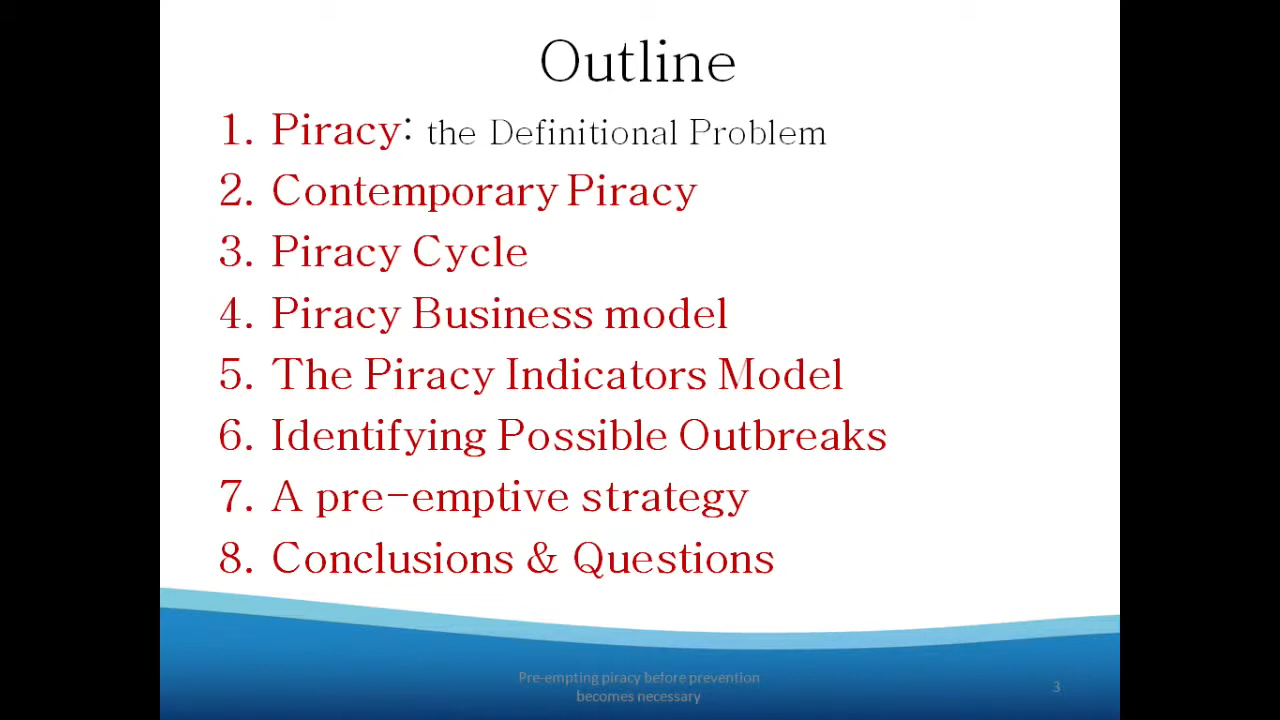 Outline
1. Piracy: the Definitional Problem
2. Contemporary Piracy
3. Piracy Cycle
4. Piracy Business model
5. The Piracy Indicators Model
6. Identifying Possible Outbreaks
7. A pre-emptive strategy
8. Conclusions & Questions
Pre-empting piracy before prevention
becomes necessary
3